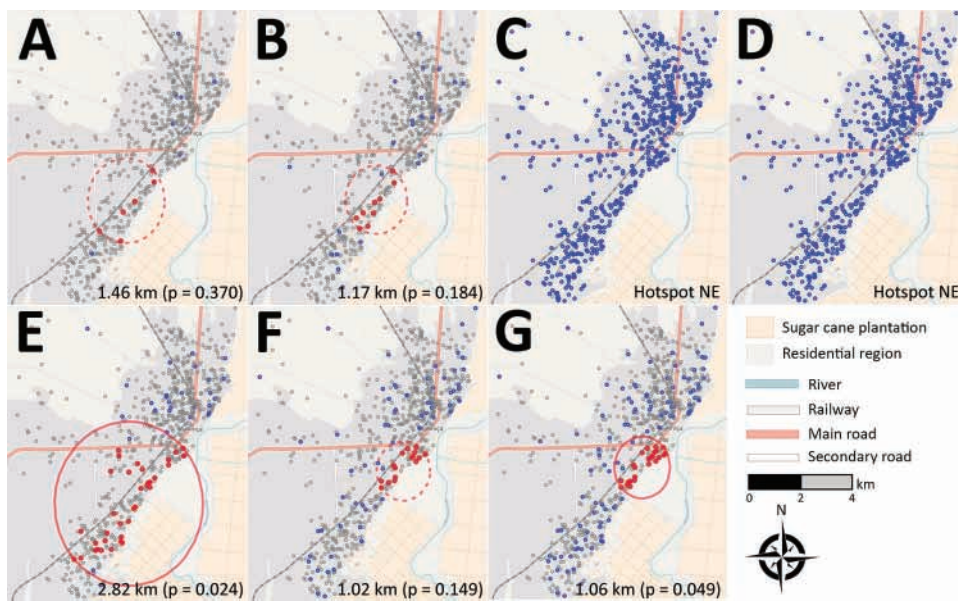 A
B
C
D
1.46 km (p = 0.370)
1.17 km (p = 0.184)
Hotspot NE
Hotspot NE
E
F
G
2.82 km (p = 0.024)
1.02 km (p = 0.149)
1.06 km (p = 0.049)
Sugar cane plantation
Residential region
River
Railway
Main road
Secondary road
km
0 2 4
N